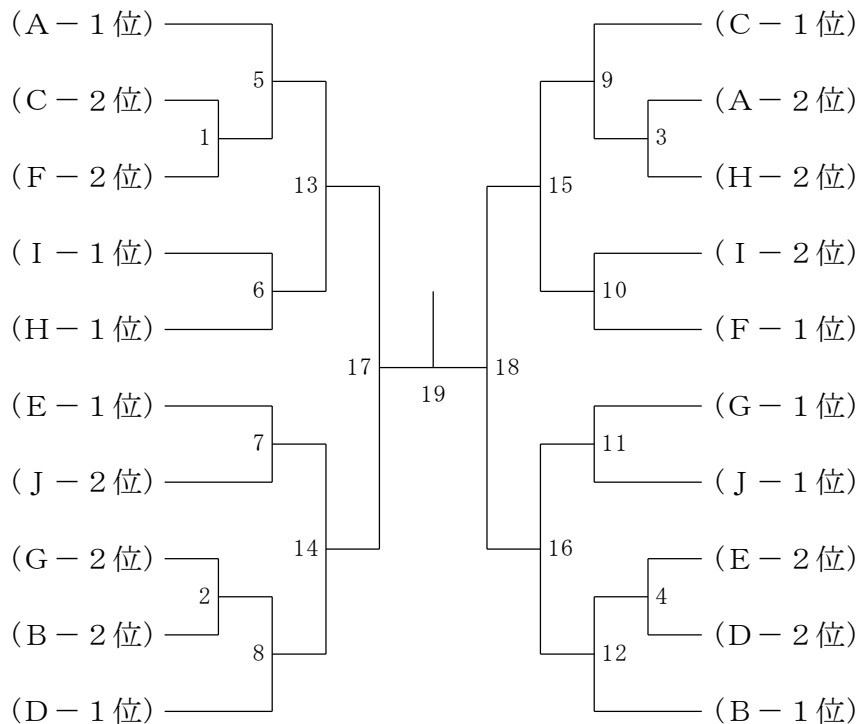 (A－1位)
(C－2位)
(F－2位)
(I－1位)
(H－1位)
(E－1位)
(J－2位)
(G－2位)
(B－2位)
(D－1位)
5
1
13
6
17
7
14
2
8
19
(C－1位)
(A－2位)
(H－2位)
(I－2位)
(F－1位)
(G－1位)
(J－1位)
(E－2位)
(D－2位)
(B－1位)
9
3
15
10
18
11
16
4
12